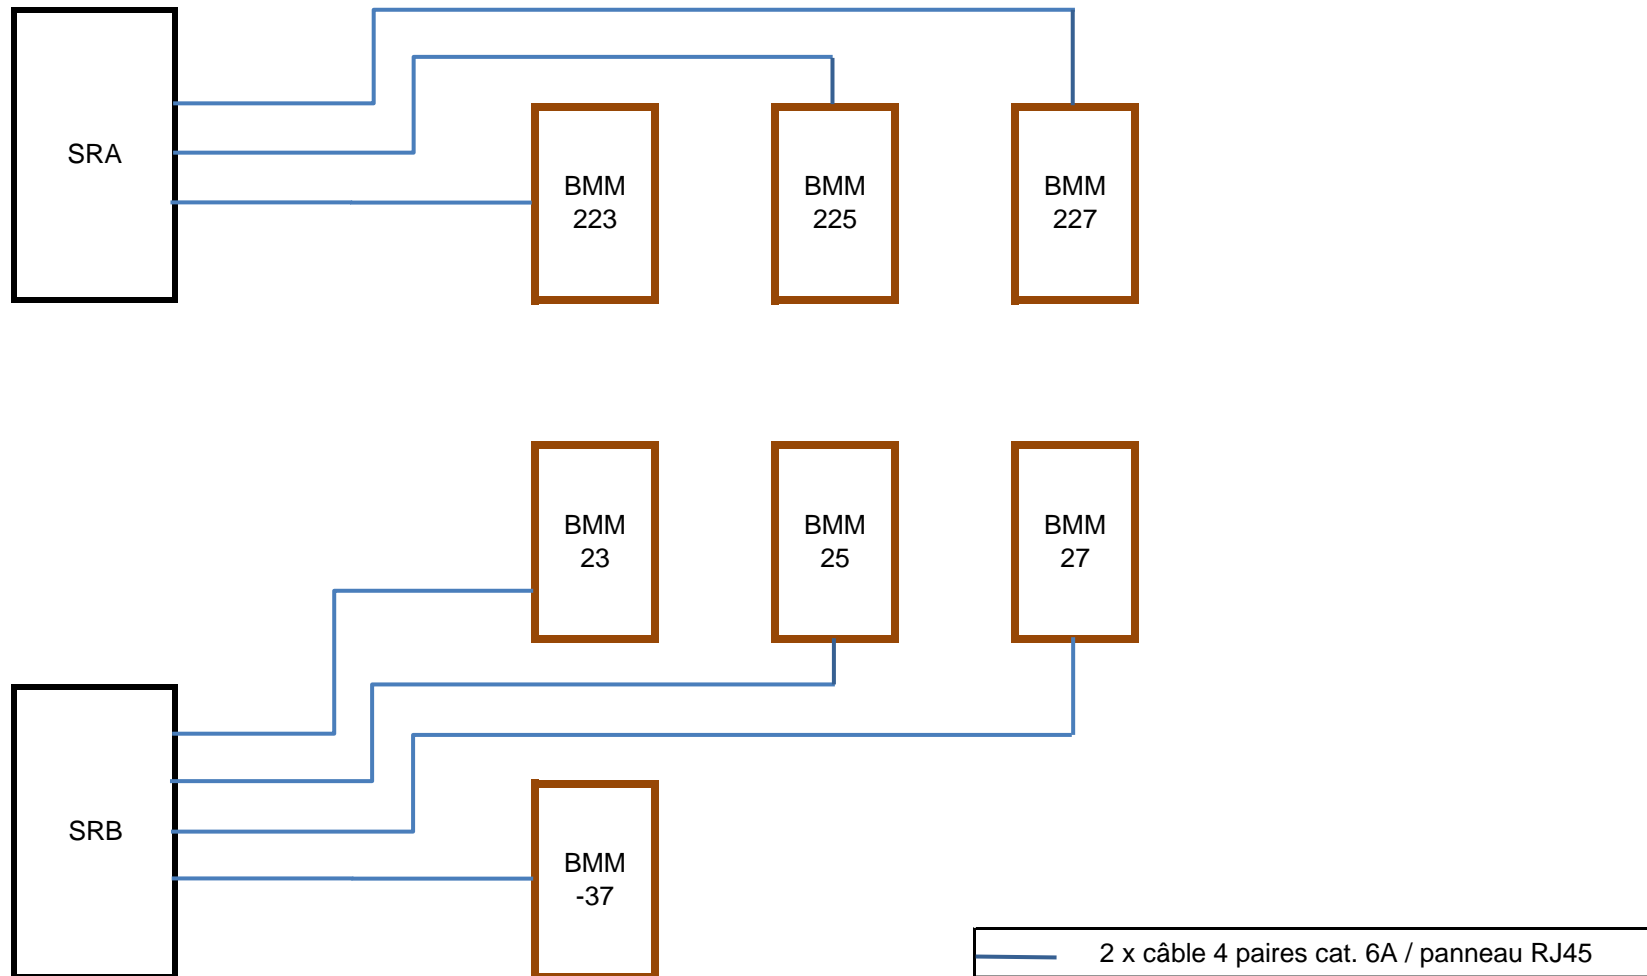 SRA
BMM
223
BMM
225
BMM
227
BMM
23
BMM
25
BMM
27
SRB
BMM
-37
2 x câble 4 paires cat. 6A / panneau RJ45